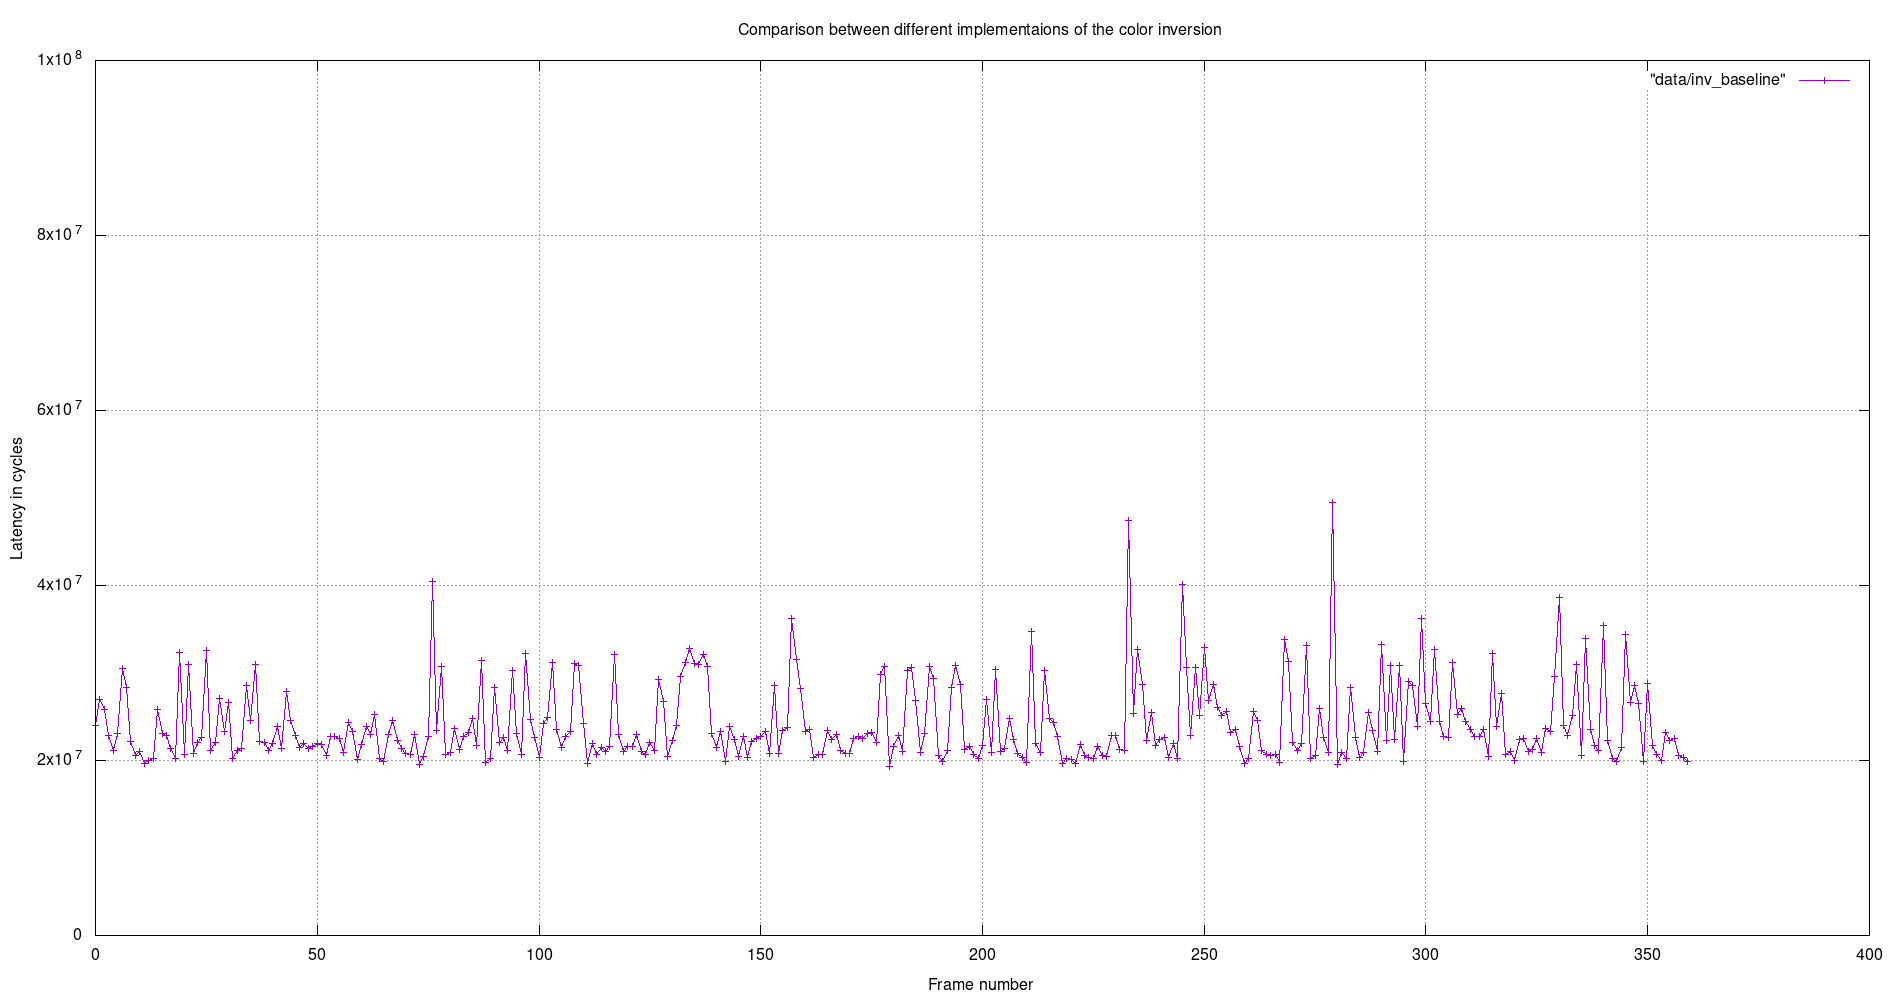 Comparison between different implementaions of the color inversion
"data/inv_baseline"
1x10^8
8x10^7
6x10^7
4x10^7
2x10^7
0
Latency in cycles
0 50 100 150 200 250 300 350 400
Frame number